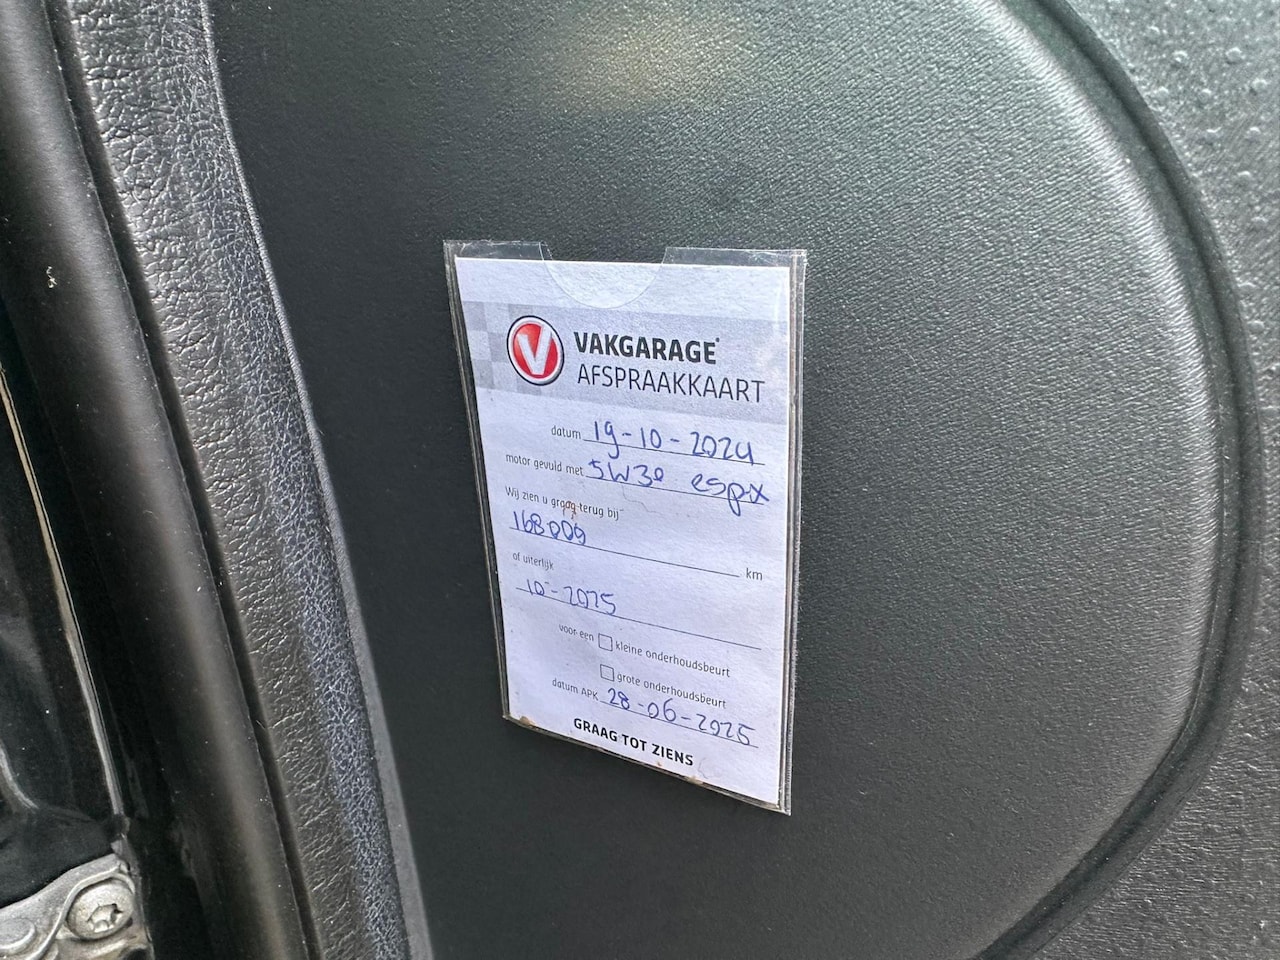 V VAKGARAGE
AFSPRAAKKAART
datum 19-10-2024
motor gevuld met 5W30 espx
Wij zien u graag terug bij
168009 km
of uiterlijk
10-2025
voor een kleine onderhoudsbeurt
grote onderhoudsbeurt
datum APK 28-06-2025
GRAAG TOT ZIENS